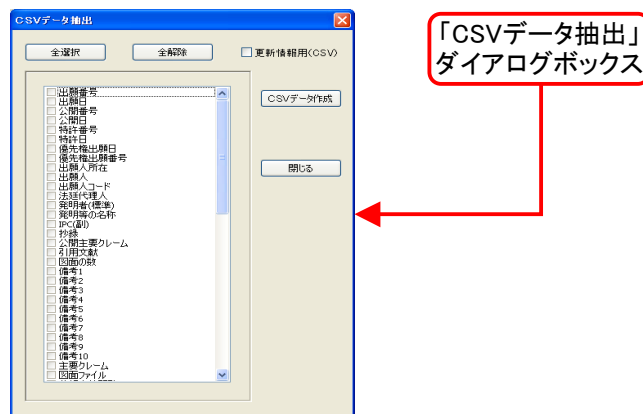 CSVデータ抽出
全選択
全解除
更新情報用(CSV)
出願番号
出願日
公開番号
公開日
特許番号
特許日
優先権出願日
優先権出願番号
出願人所在
出願人
出願人コード
法廷代理人
発明者(標準)
発明等の名称
IPC(副)
抄録
公開主要クレーム
引用文献
図面の数
備考1
備考2
備考3
備考4
備考5
備考6
備考7
備考8
備考9
備考10
主要クレーム
図面ファイル
CSVデータ作成
閉じる
「CSVデータ抽出」
ダイアログボックス